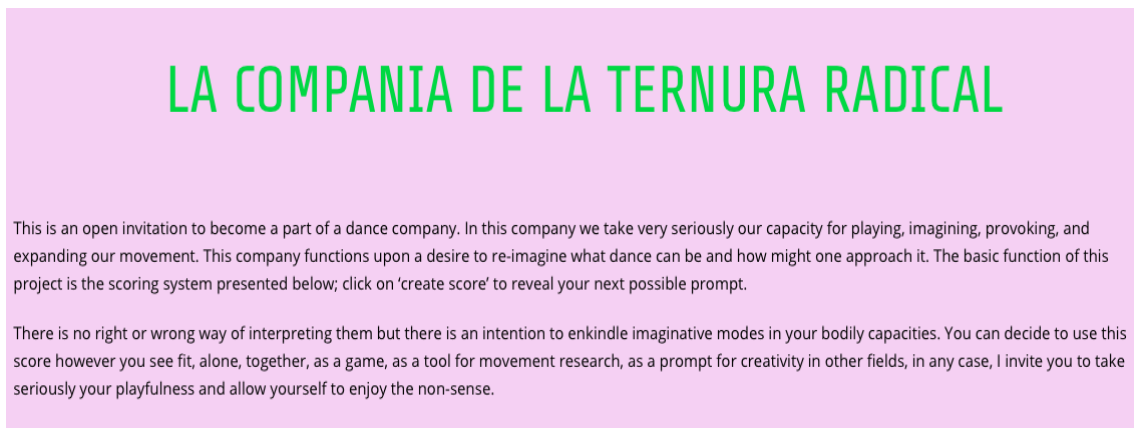 LA COMPANIA DE LA TERNURA RADICAL
This is an open invitation to become a part of a dance company. In this company we take very seriously our capacity for playing, imagining, provoking, and
expanding our movement. This company functions upon a desire to re-imagine what dance can be and how might one approach it. The basic function of this
project is the scoring system presented below; click on ‘create score’ to reveal your next possible prompt.
There is no right or wrong way of interpreting them but there is an intention to enkindle imaginative modes in your bodily capacities. You can decide to use this
score however you see fit, alone, together, as a game, as a tool for movement research, as a prompt for creativity in other fields, in any case, I invite you to take
seriously your playfulness and allow yourself to enjoy the non-sense.